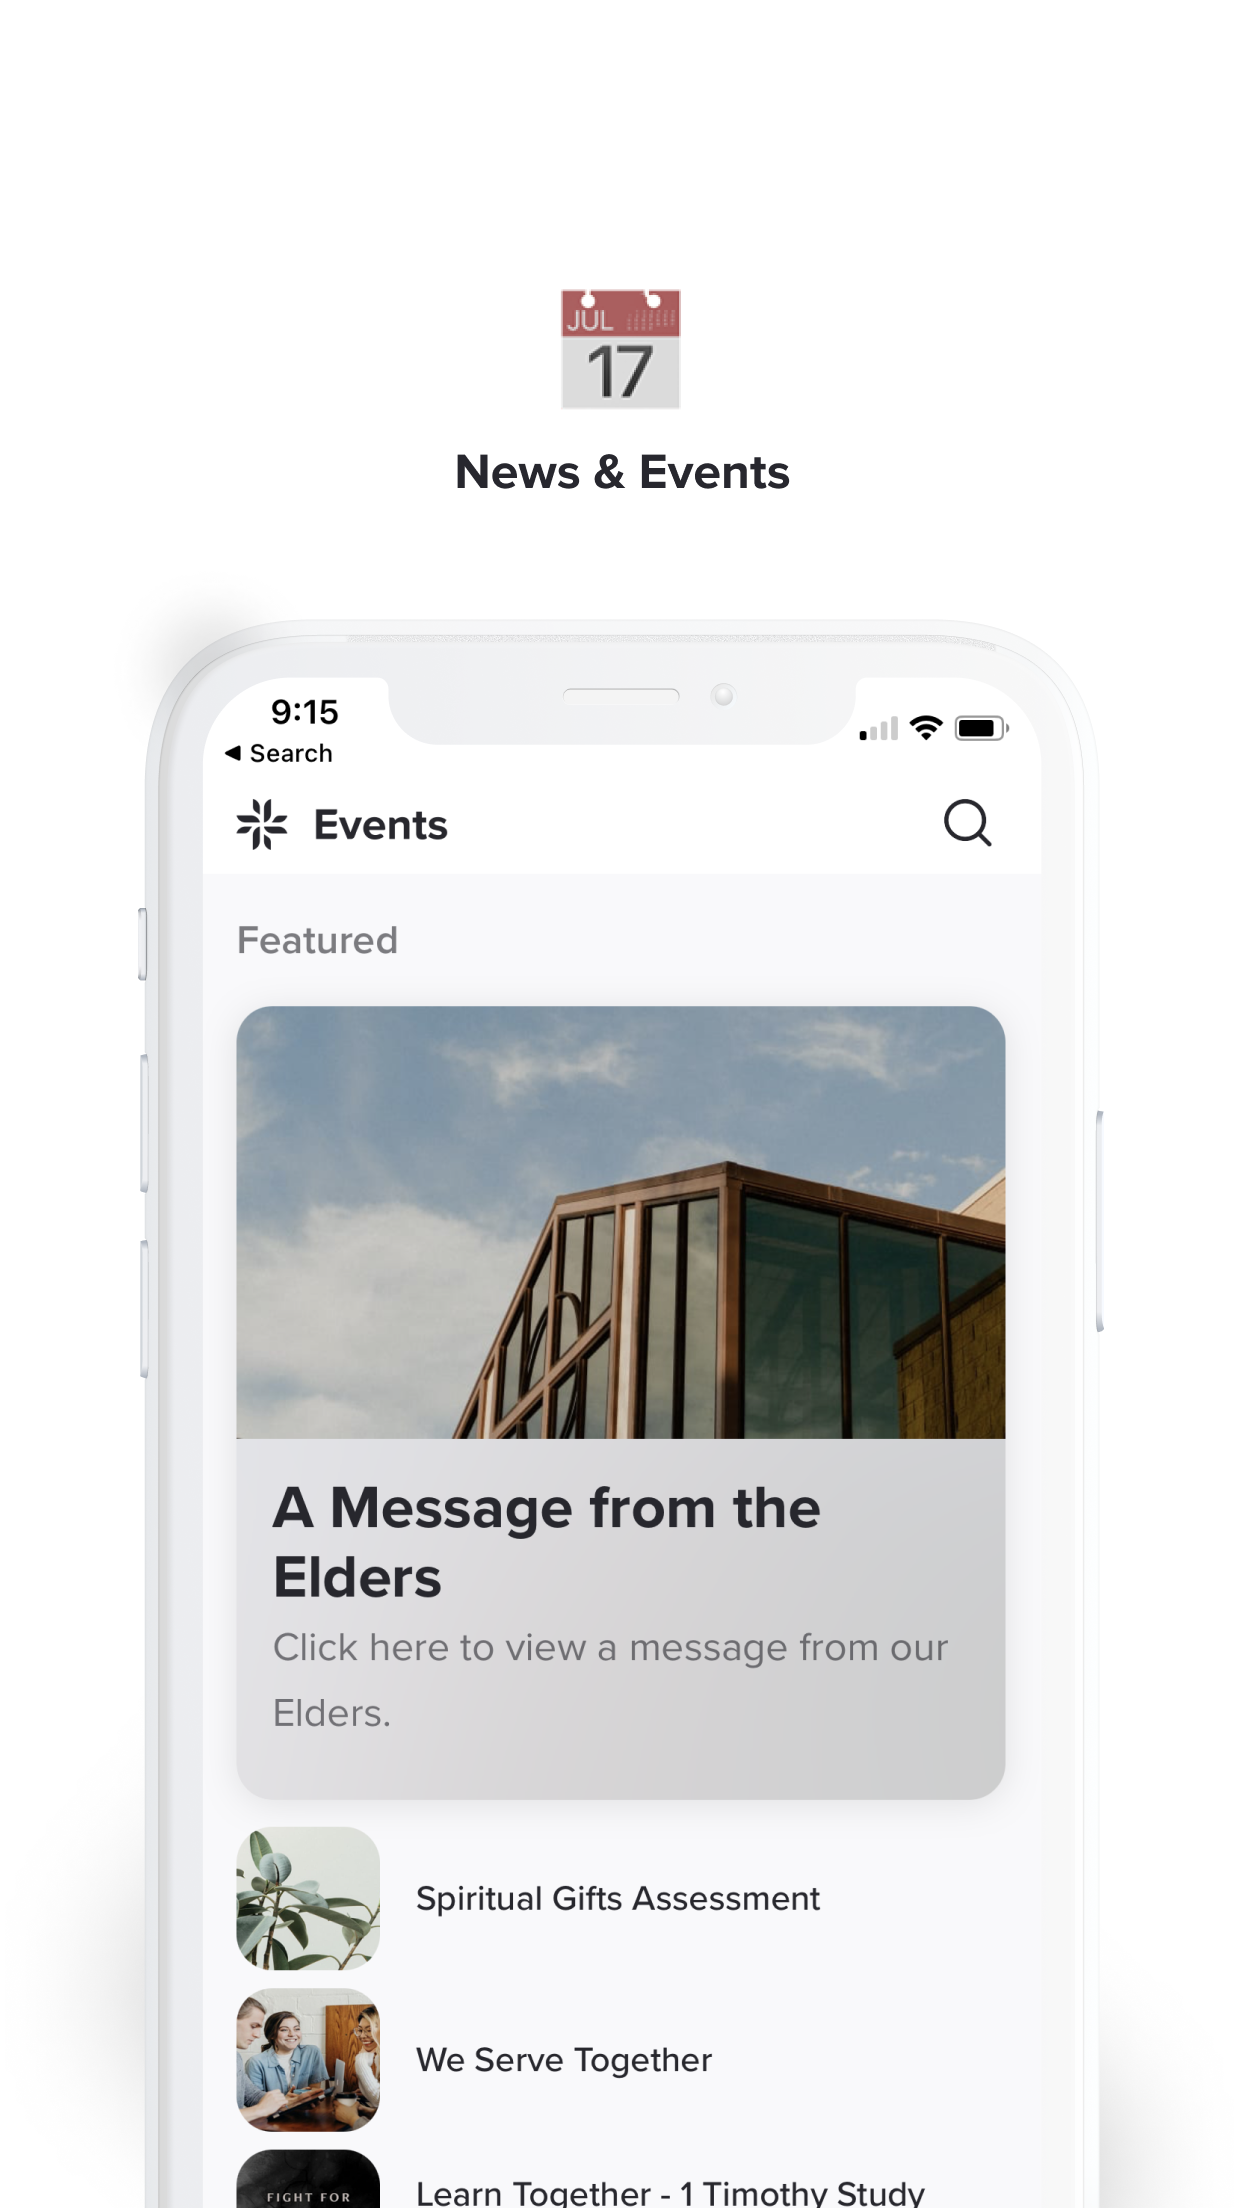 JUL
17
News & Events
9:15
Search
Events
Featured
A Message from the
Elders
Click here to view a message from our
Elders.
Spiritual Gifts Assessment
We Serve Together
FIGHT FOR
Learn Together - 1 Timothy Study